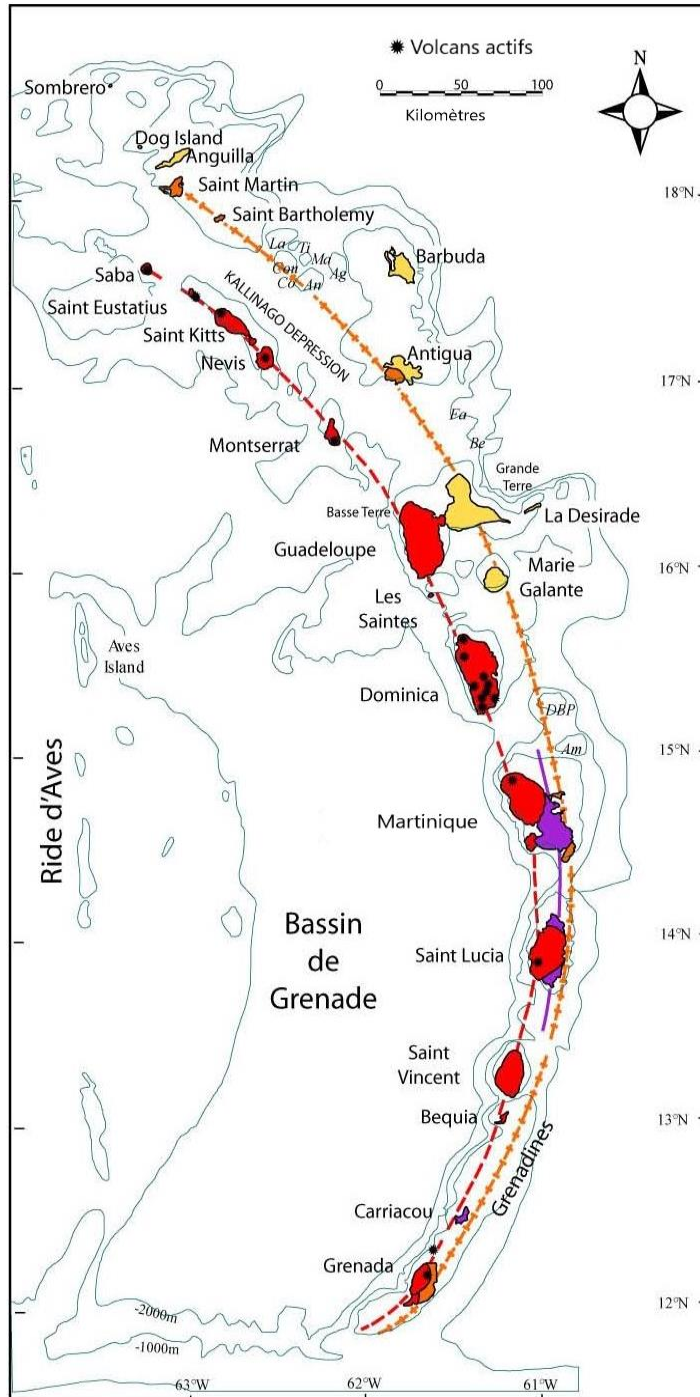 Volcans actifs
0 50 100
Kilomètres
N
Sombrero
Dog Island
Anguilla
Saint Martin
18°N
Saint Bartholemy
La Ti
Ma
Con Ag
Co An
Barbuda
Saba
KALLINAGO DEPRESSION
Saint Eustatius
Saint Kitts
Nevis
Antigua
17°N
Ea
Be
Montserrat
Grande
Terre
Basse Terre
La Desirade
Guadeloupe
16°N
Marie
Galante
Les
Saintes
Aves
Island
Dominica
DBP
15°N
Am
Ride d'Aves
Martinique
14°N
Bassin
de
Grenade
Saint Lucia
Saint
Vincent
13°N
Bequia
Grenadines
Carriacou
Grenada
12°N
-2000m
-1000m
63°W 62°W 61°W